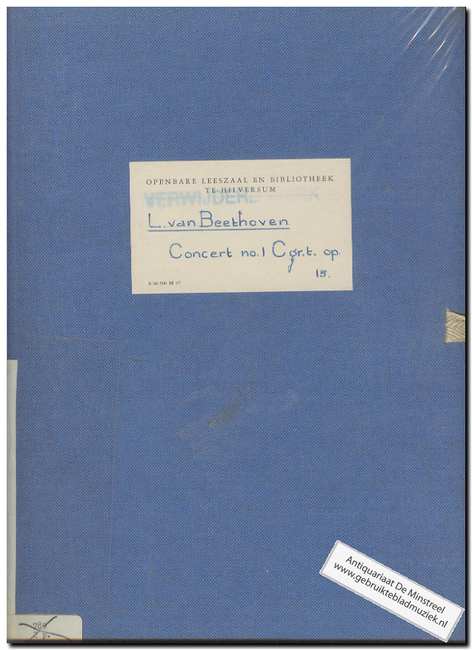 OPENBARE LEESZAAL EN BIBLIOTHEEK
TE HILVERSUM
L. van Beethoven
Concert no. 1 C gr.t. op.
15.
Antiquariaat De Minstreel
www.gebruiktebladmuziek.nl